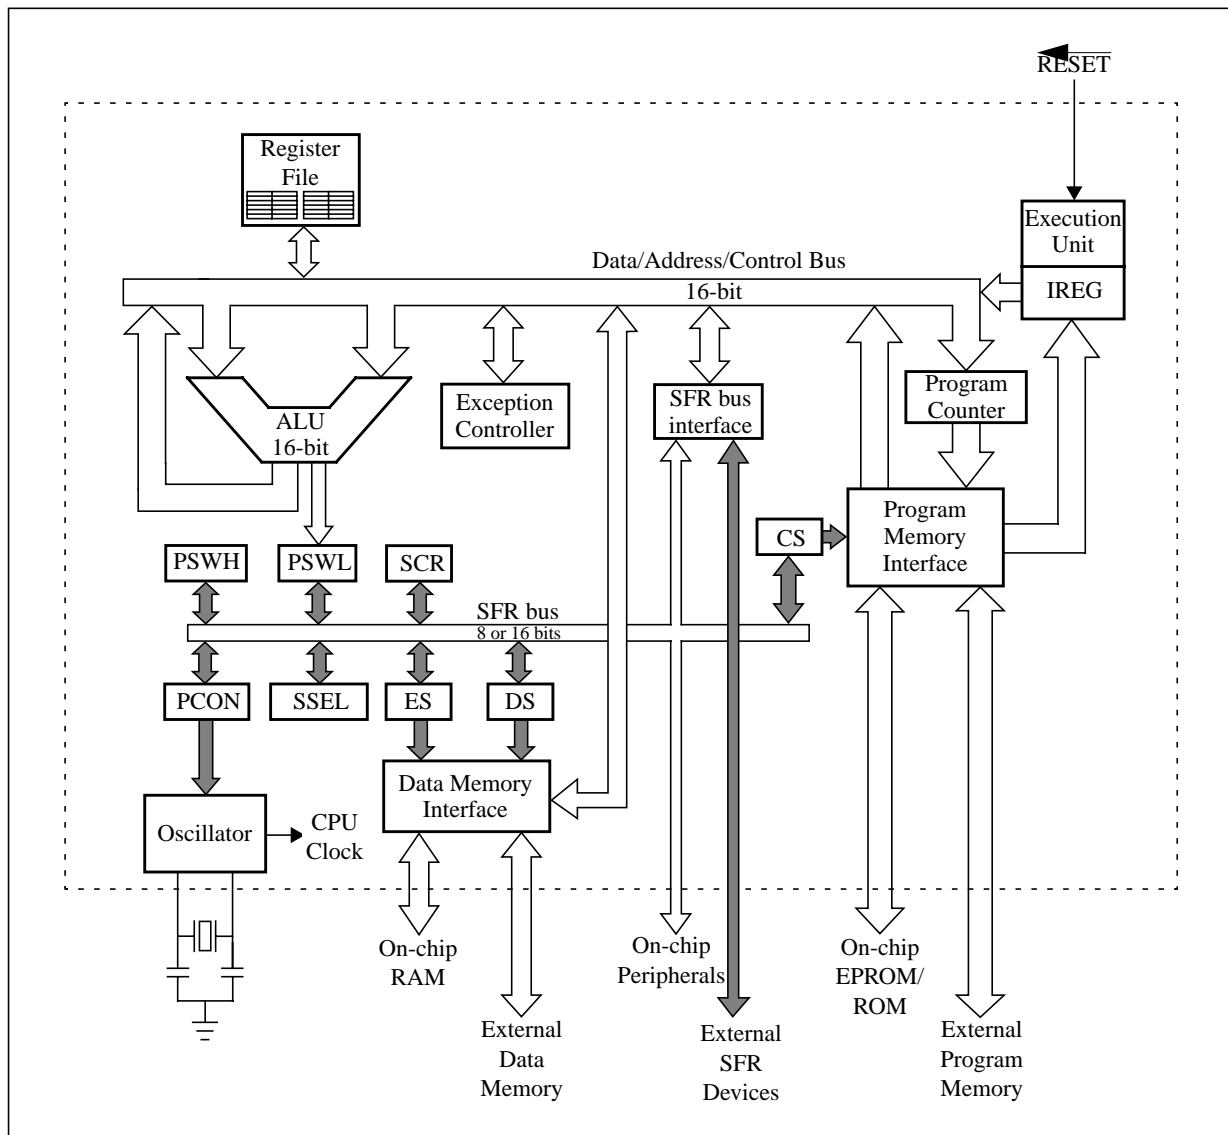 RESET
Register
File
Execution
Unit
Data/Address/Control Bus
16-bit
IREG
Program
Counter
SFR bus
interface
Exception
Controller
ALU
16-bit
Program
Memory
Interface
CS
PSWH
PSWL
SCR
SFR bus
8 or 16 bits
PCON
SSEL
ES
DS
Data Memory
Interface
Oscillator
CPU
Clock
On-chip
RAM
On-chip
Peripherals
On-chip
EPROM/
ROM
External
Data
Memory
External
SFR
Devices
External
Program
Memory